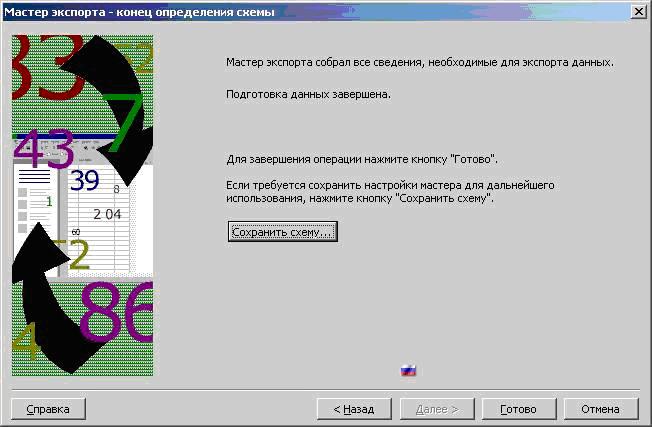 Мастер экспорта - конец определения схемы
Мастер экспорта собрал все сведения, необходимые для экспорта данных.
Подготовка данных завершена.
Для завершения операции нажмите кнопку "Готово".
Если требуется сохранить настройки мастера для дальнейшего
использования, нажмите кнопку "Сохранить схему".
Сохранить схему...
33
52
7
43
39
8
1
2 04
60
52
86
4
Справка
< Назад
Далее >
Готово
Отмена